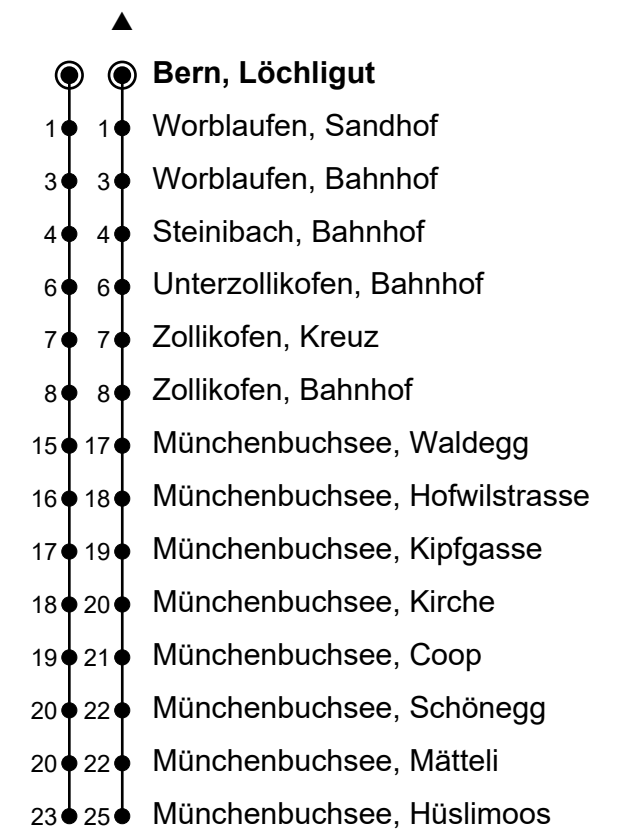 Bern, Löchligut
1 1 Worblaufen, Sandhof
3 3 Worblaufen, Bahnhof
4 4 Steinibach, Bahnhof
6 6 Unterzollikofen, Bahnhof
7 7 Zollikofen, Kreuz
8 8 Zollikofen, Bahnhof
15 17 Münchenbuchsee, Waldegg
16 18 Münchenbuchsee, Hofwilstrasse
17 19 Münchenbuchsee, Kipfgasse
18 20 Münchenbuchsee, Kirche
19 21 Münchenbuchsee, Coop
20 22 Münchenbuchsee, Schönegg
20 22 Münchenbuchsee, Mätteli
23 25 Münchenbuchsee, Hüslimoos